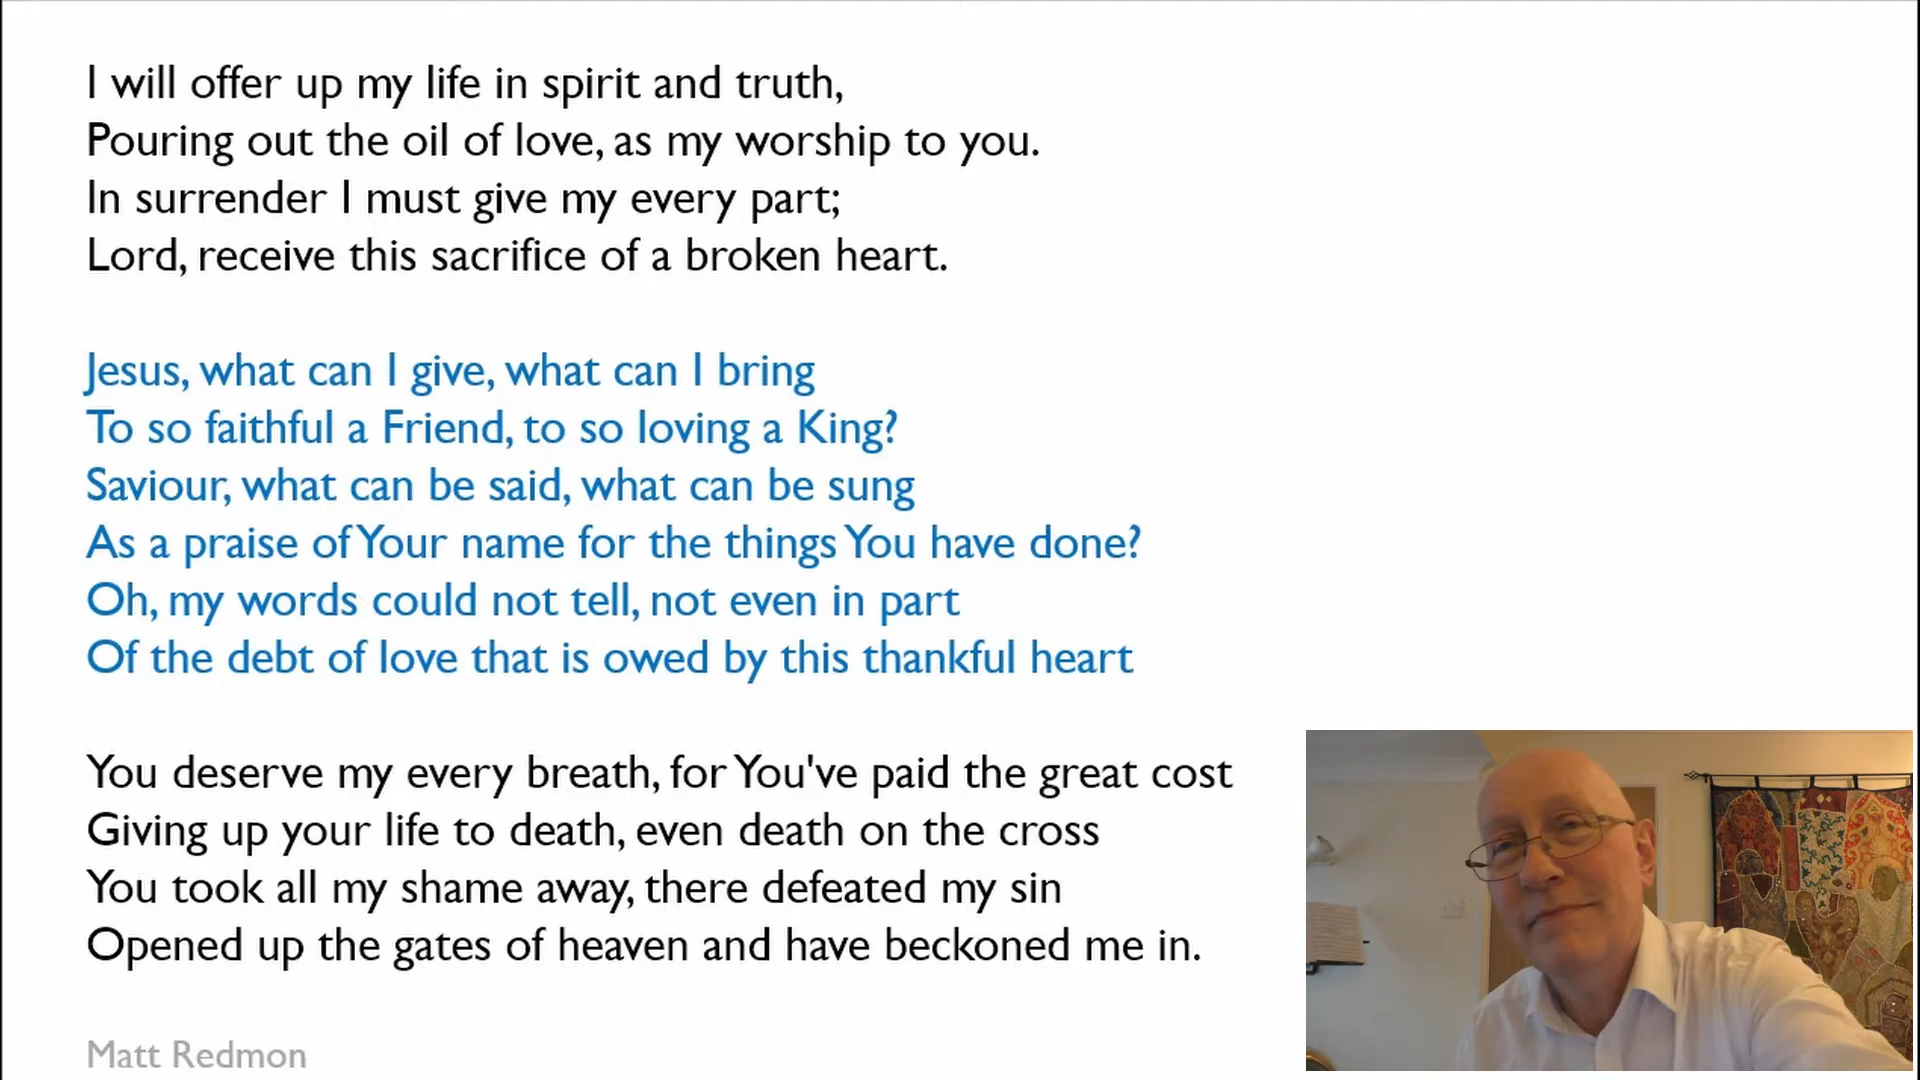 I will offer up my life in spirit and truth,
Pouring out the oil of love, as my worship to you.
In surrender I must give my every part;
Lord, receive this sacrifice of a broken heart.
Jesus, what can I give, what can I bring
To so faithful a Friend, to so loving a King?
Saviour, what can be said, what can be sung
As a praise of Your name for the things You have done?
Oh, my words could not tell, not even in part
Of the debt of love that is owed by this thankful heart
You deserve my every breath, for You've paid the great cost
Giving up your life to death, even death on the cross
You took all my shame away, there defeated my sin
Opened up the gates of heaven and have beckoned me in.
Matt Redmon